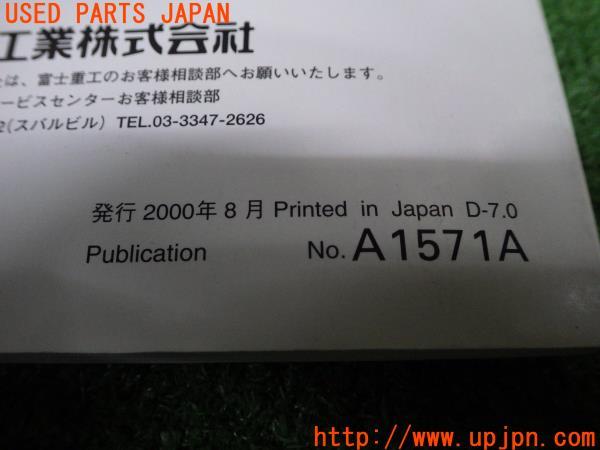 USED PARTS JAPAN
工業株式会社
は、富士重工のお客様相談部へお願いいたします。
ービスセンターお客様相談部
2(スバルビル) TEL.03-3347-2626
発行 2000年 8 月 Printed in Japan D-7.0
Publication No. A1571A
http://www.upjpn.com